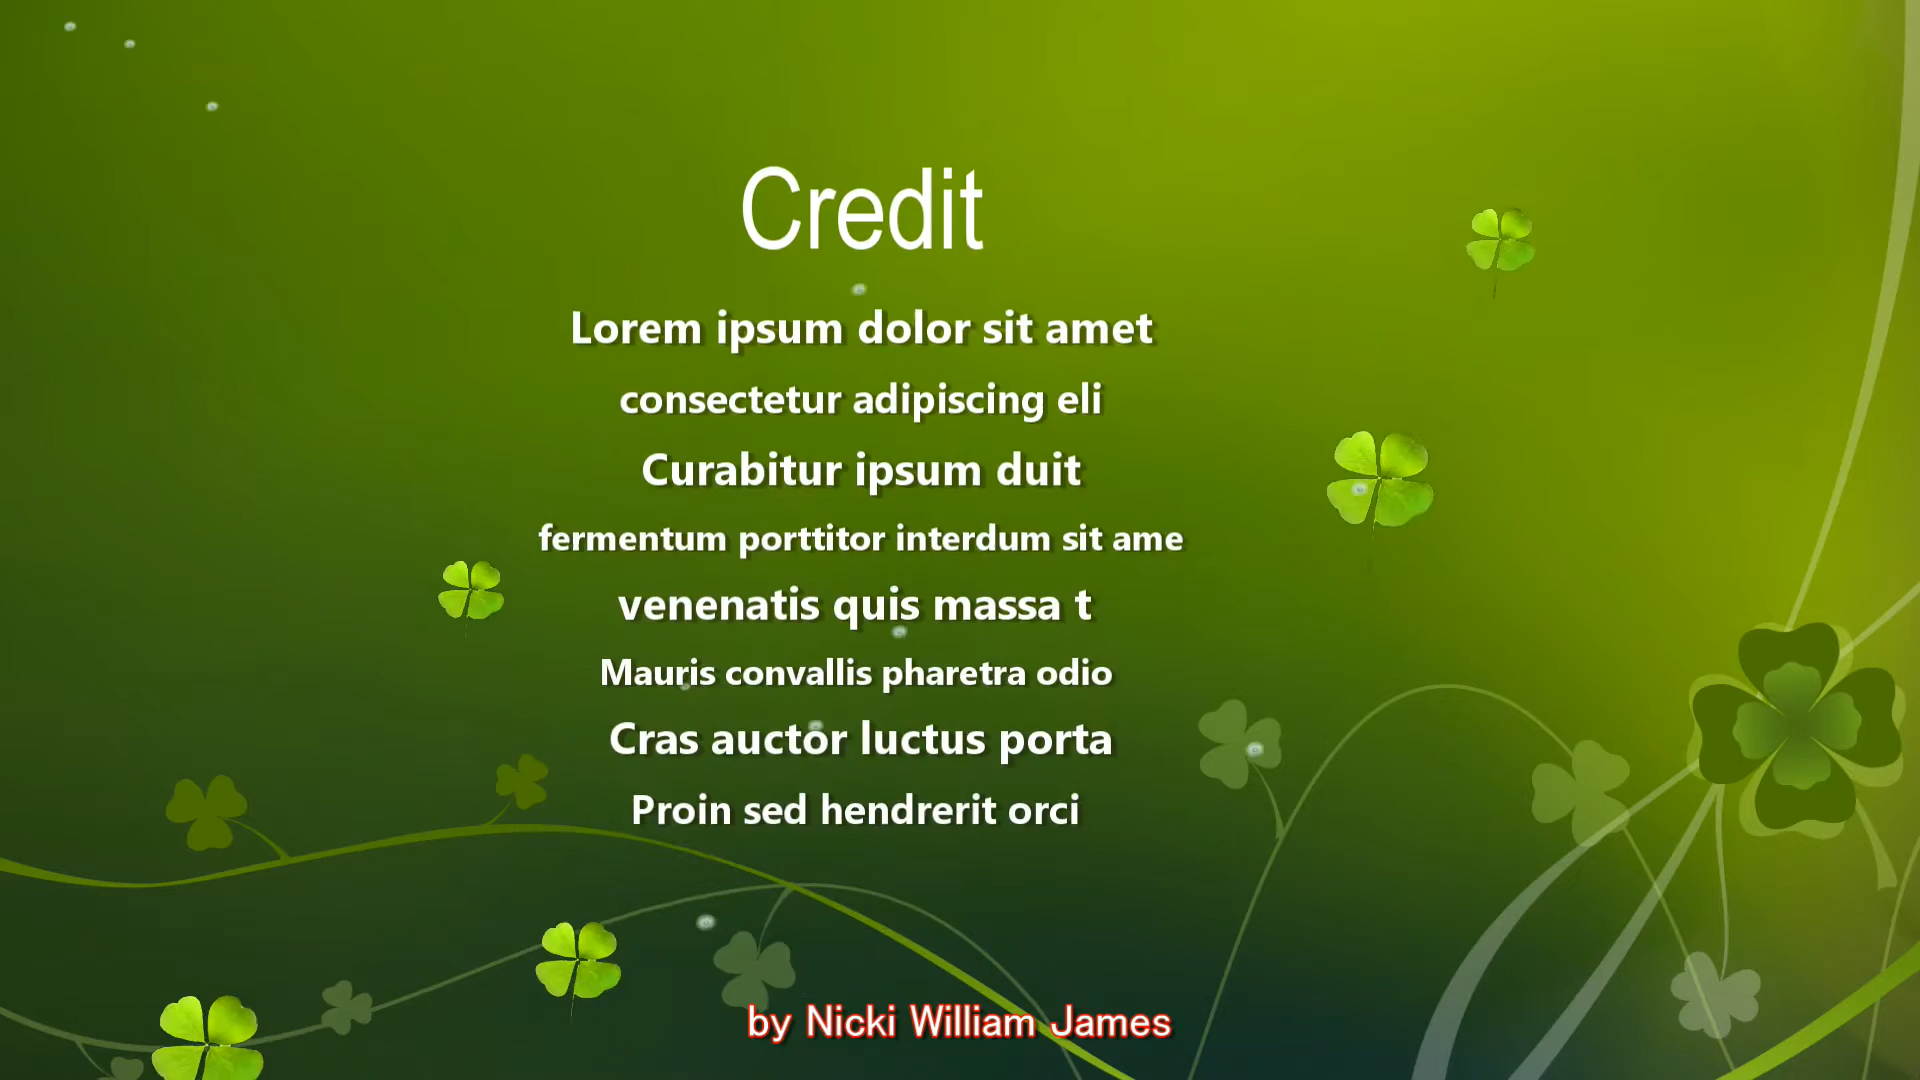 Credit
Lorem ipsum dolor sit amet
consectetur adipiscing eli
Curabitur ipsum duit
fermentum porttitor interdum sit ame
venenatis quis massa t
Mauris convallis pharetra odio
Cras auctor luctus porta
Proin sed hendrerit orci
by Nicki William James